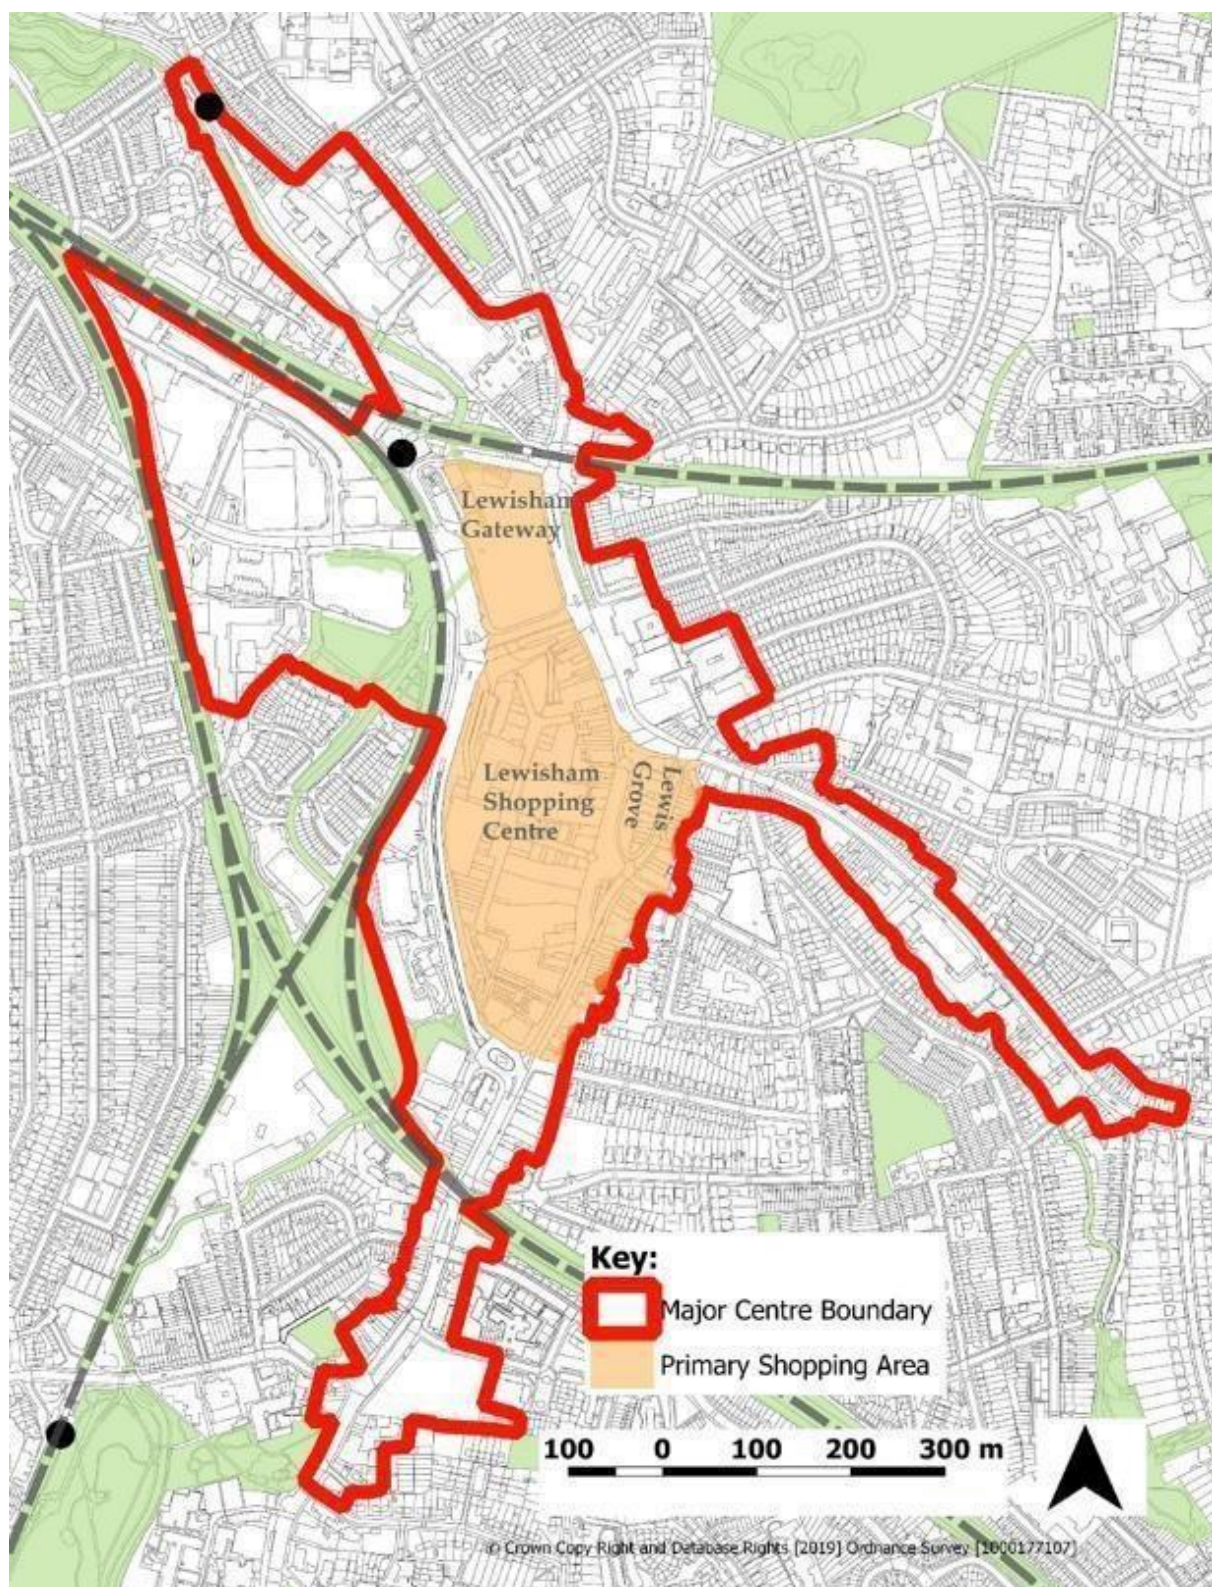 Lewisham
Gateway
Lewisham
Shopping
Centre
Lewis
Grove
Key:
Major Centre Boundary
Primary Shopping Area
100 0 100 200 300 m
© Crown Copy Right and Database Rights [2019] Ordnance Survey [1000177107]